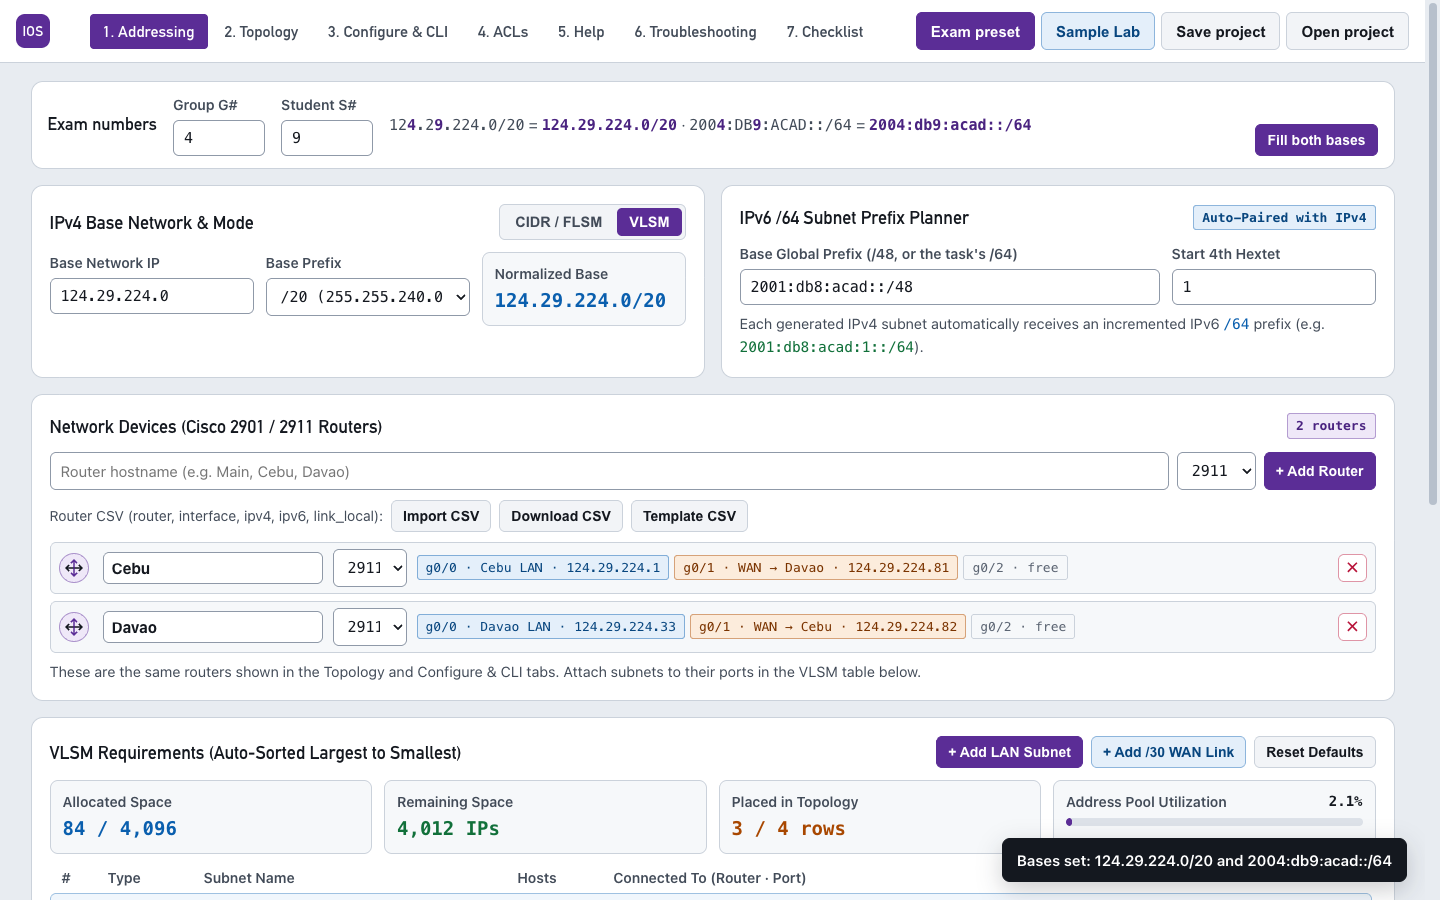 IOS
1. Addressing
2. Topology
3. Configure & CLI
4. ACLs
5. Help
6. Troubleshooting
7. Checklist
Exam preset
Sample Lab
Save project
Open project
Exam numbers
Group G#
4
Student S#
9
124.29.224.0/20 = 124.29.224.0/20 · 2004:DB9:ACAD::/64 = 2004:db9:acad::/64
Fill both bases
IPv4 Base Network & Mode
CIDR / FLSM
VLSM
Base Network IP
124.29.224.0
Base Prefix
/20 (255.255.240.0
Normalized Base
124.29.224.0/20
IPv6 /64 Subnet Prefix Planner
Auto-Paired with IPv4
Base Global Prefix (/48, or the task's /64)
2001:db8:acad::/48
Start 4th Hextet
1
Each generated IPv4 subnet automatically receives an incremented IPv6 /64 prefix (e.g.
2001:db8:acad:1::/64).
Network Devices (Cisco 2901 / 2911 Routers)
2 routers
Router hostname (e.g. Main, Cebu, Davao)
2911
+ Add Router
Router CSV (router, interface, ipv4, ipv6, link_local):
Import CSV
Download CSV
Template CSV
Cebu
2911
g0/0 · Cebu LAN · 124.29.224.1
g0/1 · WAN → Davao · 124.29.224.81
g0/2 · free
Davao
2911
g0/0 · Davao LAN · 124.29.224.33
g0/1 · WAN → Cebu · 124.29.224.82
g0/2 · free
These are the same routers shown in the Topology and Configure & CLI tabs. Attach subnets to their ports in the VLSM table below.
VLSM Requirements (Auto-Sorted Largest to Smallest)
+ Add LAN Subnet
+ Add /30 WAN Link
Reset Defaults
Allocated Space
84 / 4,096
Remaining Space
4,012 IPs
Placed in Topology
3 / 4 rows
Address Pool Utilization
2.1%
Bases set: 124.29.224.0/20 and 2004:db9:acad::/64
#
Type
Subnet Name
Hosts
Connected To (Router · Port)